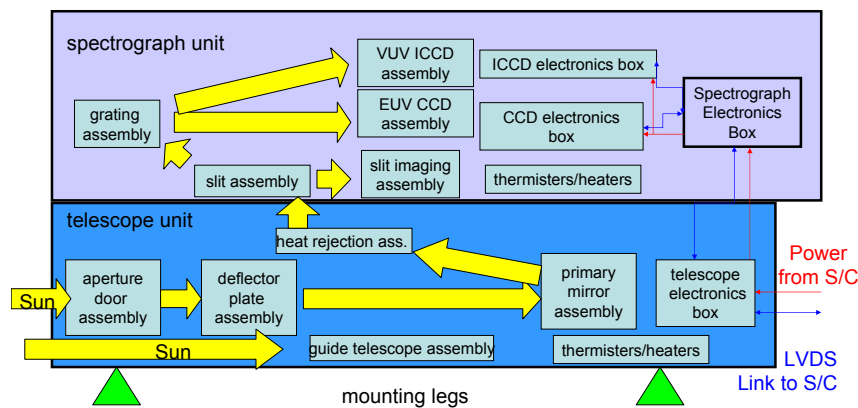 spectrograph unit
VUV ICCD
assembly
ICCD electronics box
grating
assembly
EUV CCD
assembly
CCD electronics
box
Spectrograph
Electronics
Box
slit assembly
slit imaging
assembly
thermisters/heaters
telescope unit
heat rejection ass.
Sun
aperture
door
assembly
deflector
plate
assembly
primary
mirror
assembly
telescope
electronics
box
Power
from S/C
Sun
guide telescope assembly
thermisters/heaters
LVDS
Link to S/C
mounting legs